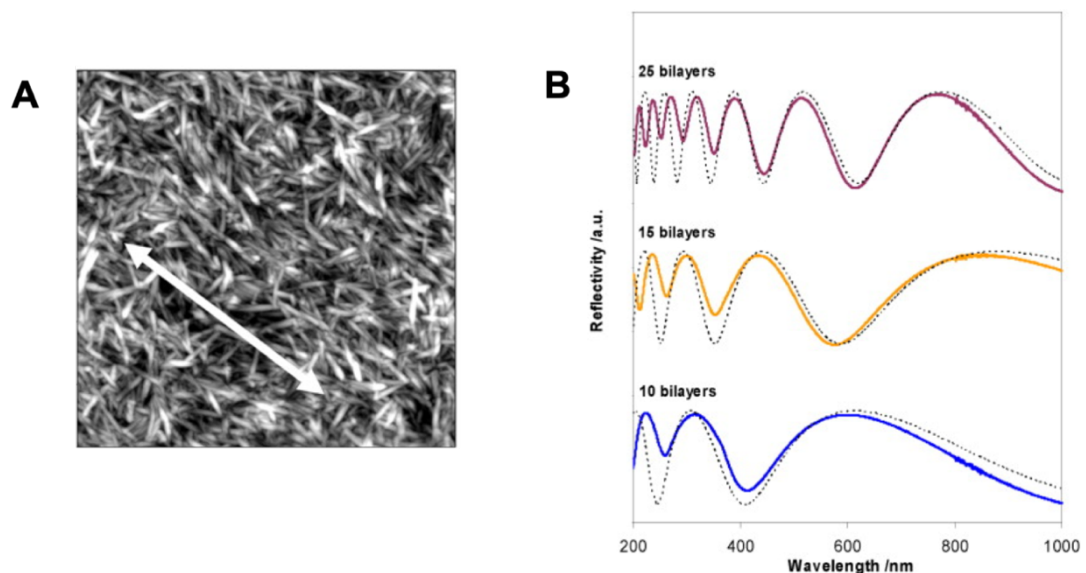 A
B
25 bilayers
15 bilayers
10 bilayers
Reflectivity /a.u.
200 400 600 800 1000
Wavelength /nm